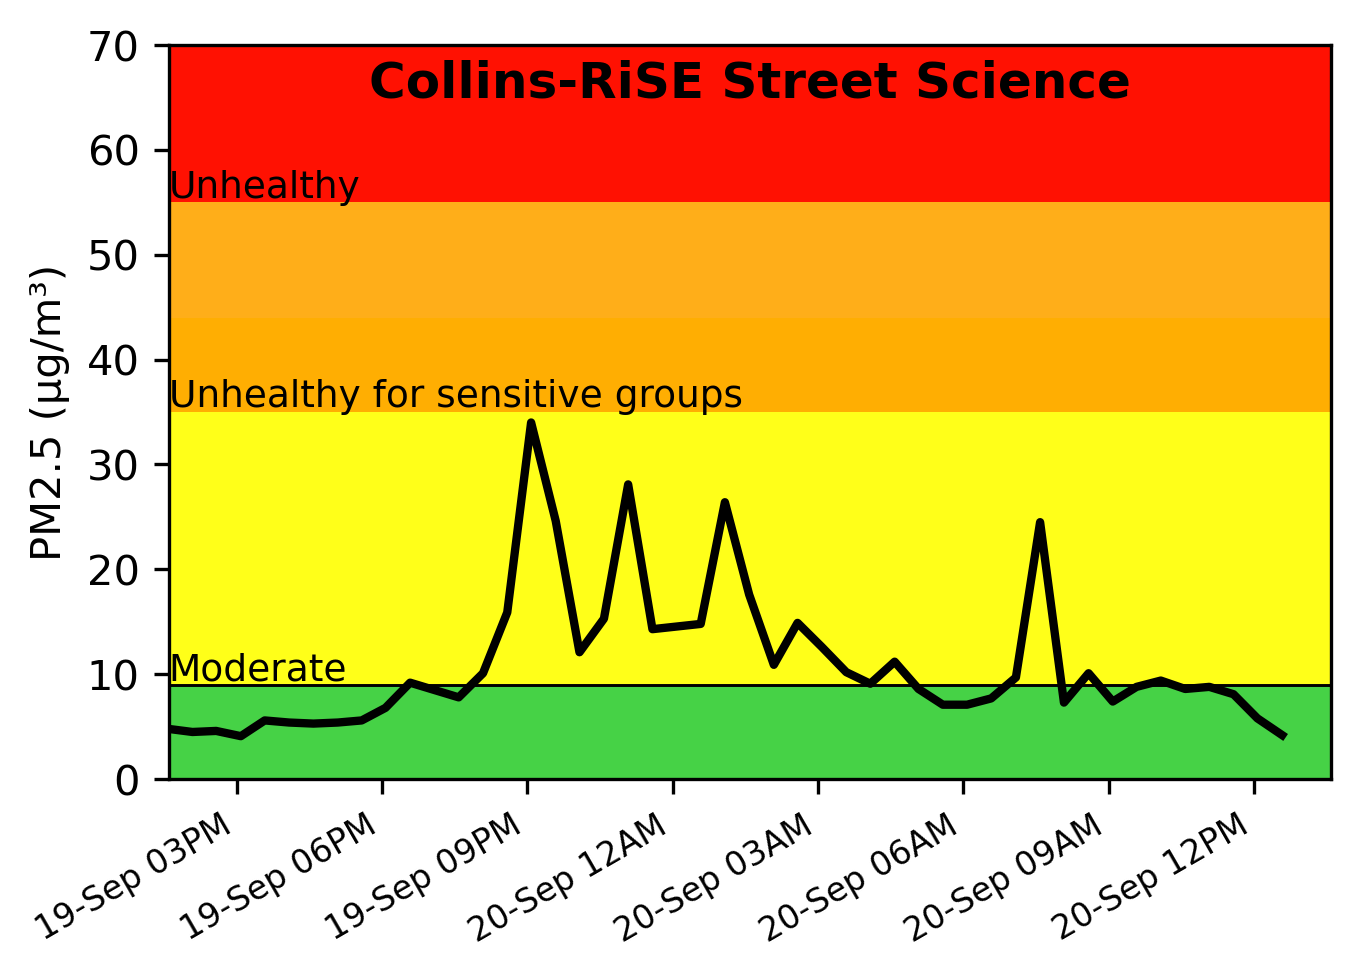 Collins-RiSE Street Science
PM2.5 (µg/m³)
70
60
50
40
30
20
10
0
Unhealthy
Unhealthy for sensitive groups
Moderate
19-Sep 03PM
19-Sep 06PM
19-Sep 09PM
20-Sep 12AM
20-Sep 03AM
20-Sep 06AM
20-Sep 09AM
20-Sep 12PM